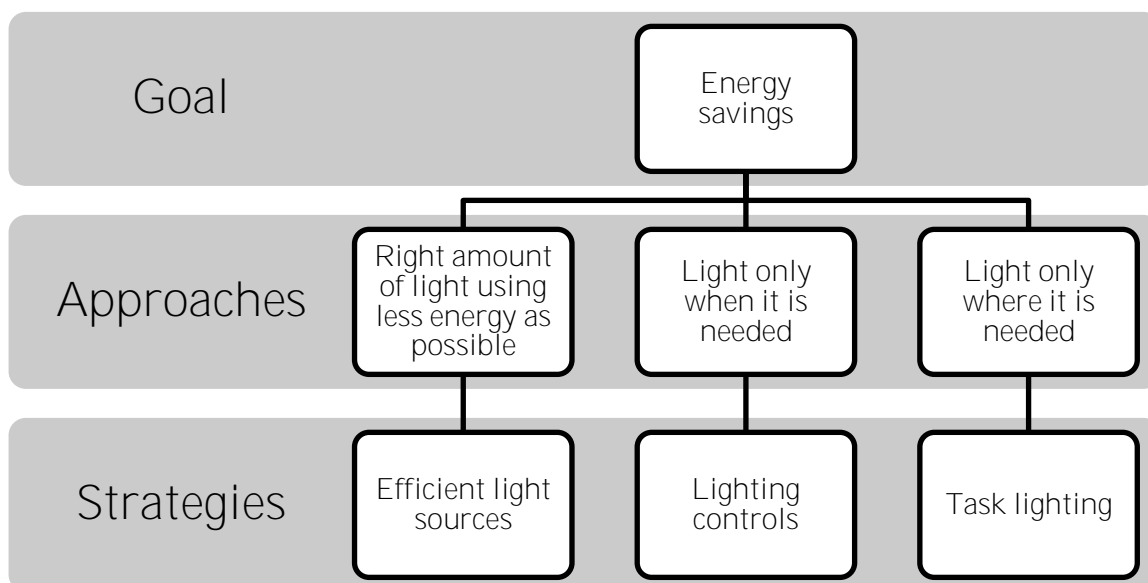 Goal
Energy
savings
Approaches
Right amount
of light using
less energy as
possible
Light only
when it is
needed
Light only
where it is
needed
Strategies
Efficient light
sources
Lighting
controls
Task lighting